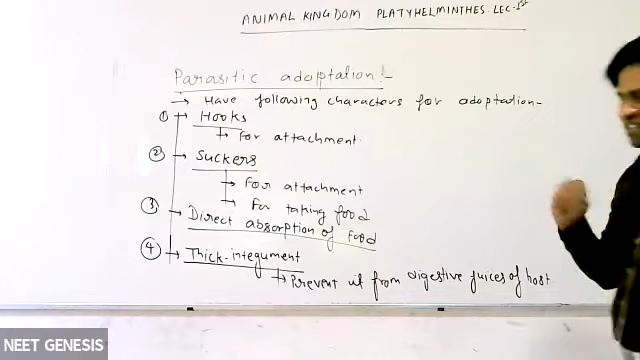 ANIMAL KINGDOM PLATYHELMINTHES: LEC-1st
Parasitic adoptation!-
→ Have following characters for adoptation-
① → Hooks
↳ For attachment.
② → Suckers
→ For attachment
→ For taking food
③ → Direct absorption of food
④ → Thick-integument
↳ Prevent it from digestive juices of host
NEET GENESIS